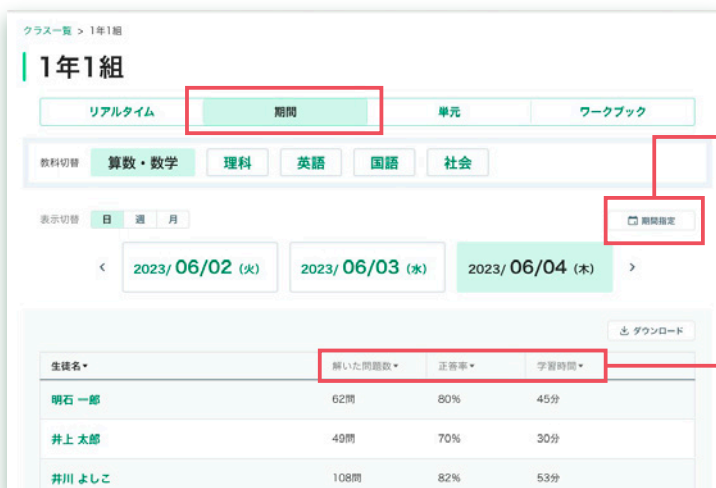 クラス一覧 > 1年1組
1年1組
リアルタイム 期間 単元 ワークブック
教科切替 算数・数学 理科 英語 国語 社会
表示切替 日 週 月 期間指定
‹ 2023/ 06/02 (火) 2023/ 06/03 (水) 2023/ 06/04 (木) ›
ダウンロード
生徒名▾ 解いた問題数▾ 正答率▾ 学習時間▾
明石 一郎 62問 80% 45分
井上 太郎 49問 70% 30分
井川 よしこ 108問 82% 53分